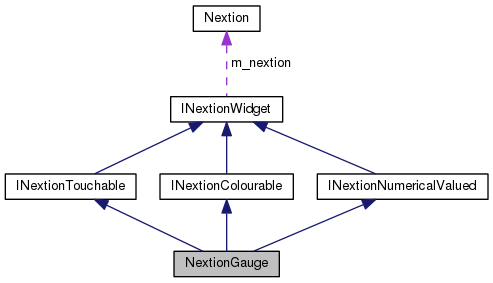 Nextion
m_nextion
INextionWidget
INextionTouchable
INextionColourable
INextionNumericalValued
NextionGauge